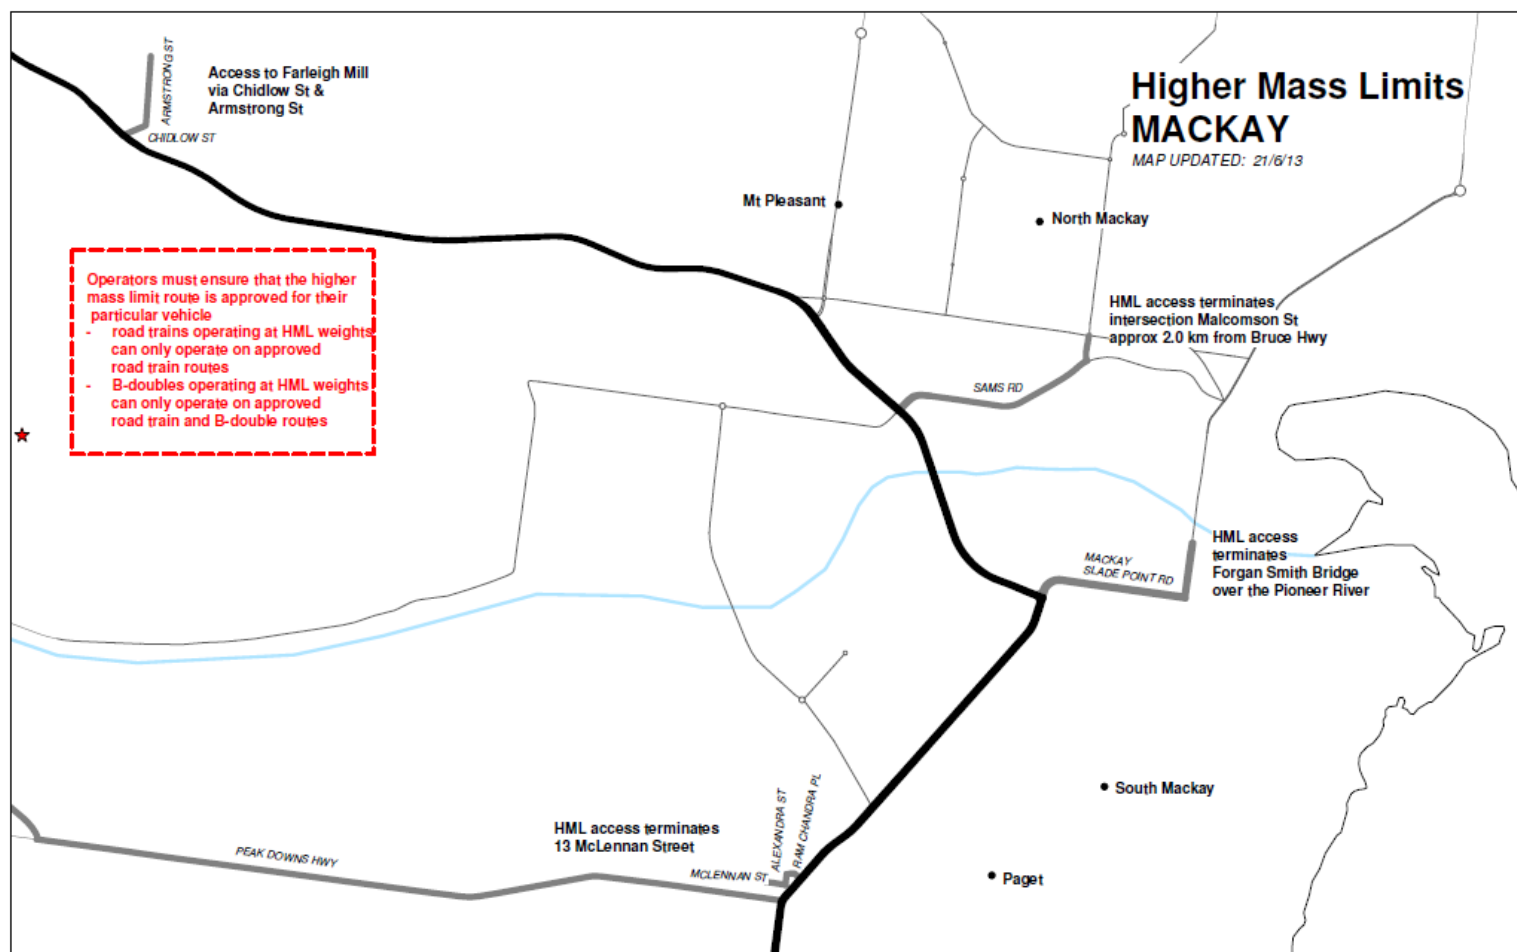 ARMSTRONG ST
Access to Farleigh Mill
via Chidlow St &
Armstrong St
CHIDLOW ST
Higher Mass Limits
MACKAY
MAP UPDATED: 21/6/13
Mt Pleasant
North Mackay
Operators must ensure that the higher
mass limit route is approved for their
particular vehicle
- road trains operating at HML weights
can only operate on approved
road train routes
- B-doubles operating at HML weights
can only operate on approved
road train and B-double routes
HML access terminates
intersection Malcomson St
approx 2.0 km from Bruce Hwy
SAMS RD
MACKAY
SLADE POINT RD
HML access
terminates
Forgan Smith Bridge
over the Pioneer River
South Mackay
HML access terminates
13 McLennan Street
ALEXANDRA ST
RAM CHANDRA PL
PEAK DOWNS HWY
MCLENNAN ST
Paget